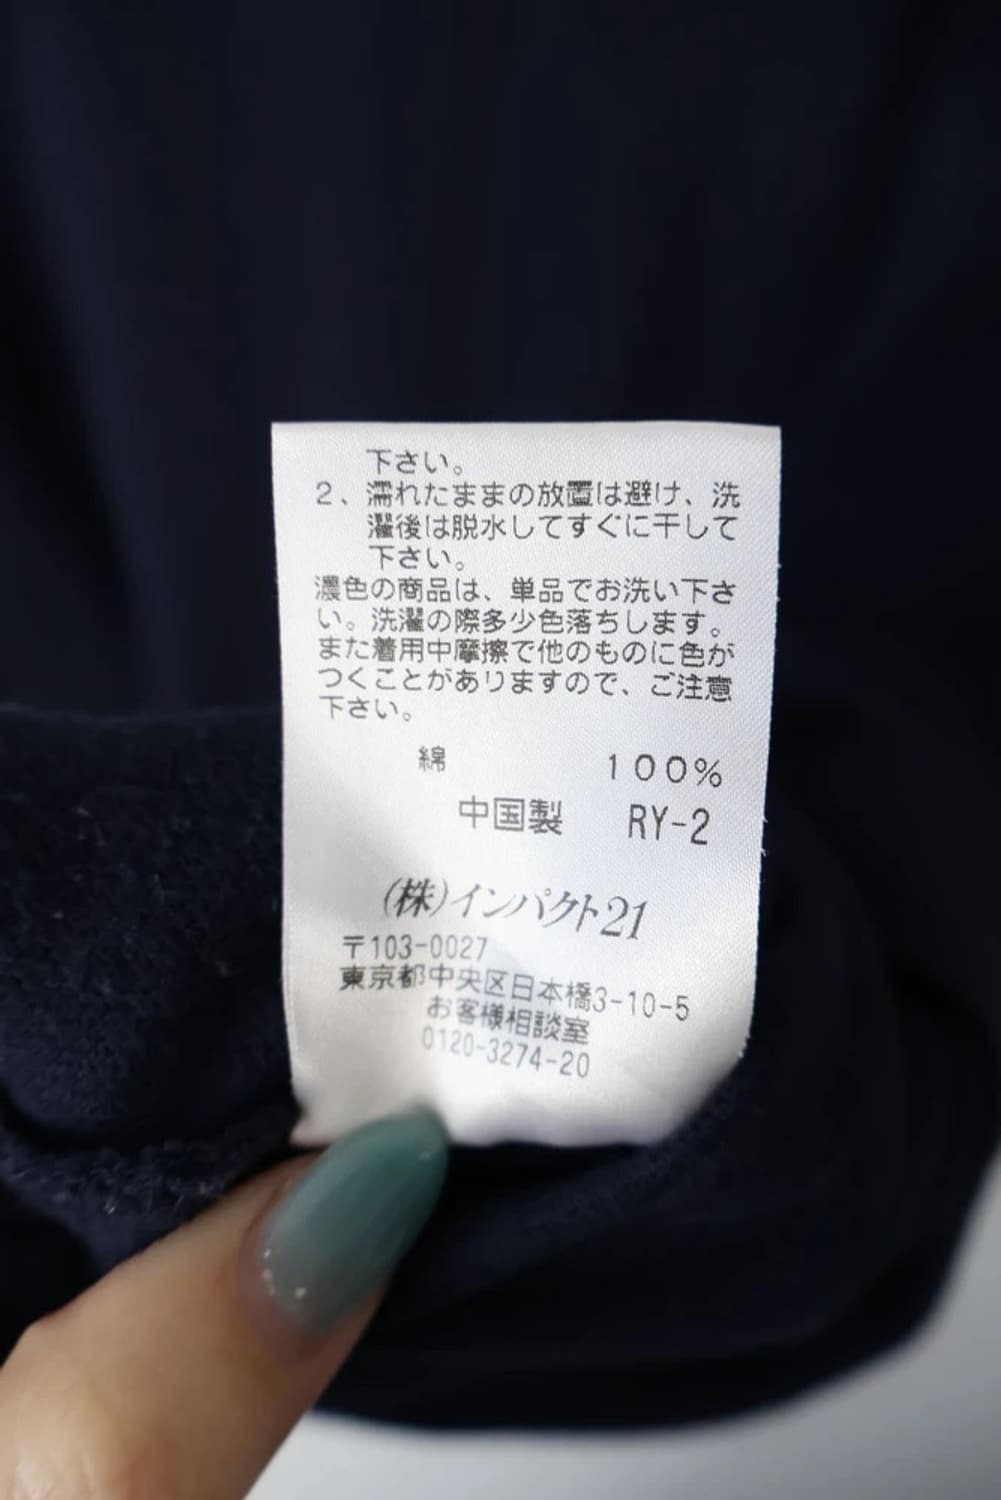 下さい。
2、濡れたままの放置は避け、洗
濯後は脱水してすぐに干して
下さい。
濃色の商品は、単品でお洗い下さ
い。洗濯の際多少色落ちします。
また着用中摩擦で他のものに色が
つくことがありますので、ご注意
下さい。
綿 100%
中国製 RY-2
(株)インパクト21
〒103-0027
東京都中央区日本橋3-10-5
お客様相談室
0120-3274-20